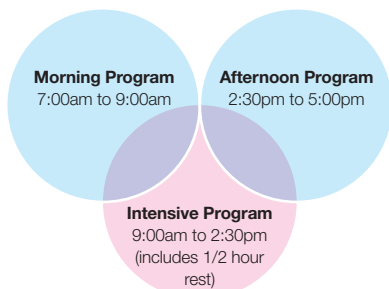 Morning Program
7:00am to 9:00am
Afternoon Program
2:30pm to 5:00pm
Intensive Program
9:00am to 2:30pm
(includes 1/2 hour
rest)